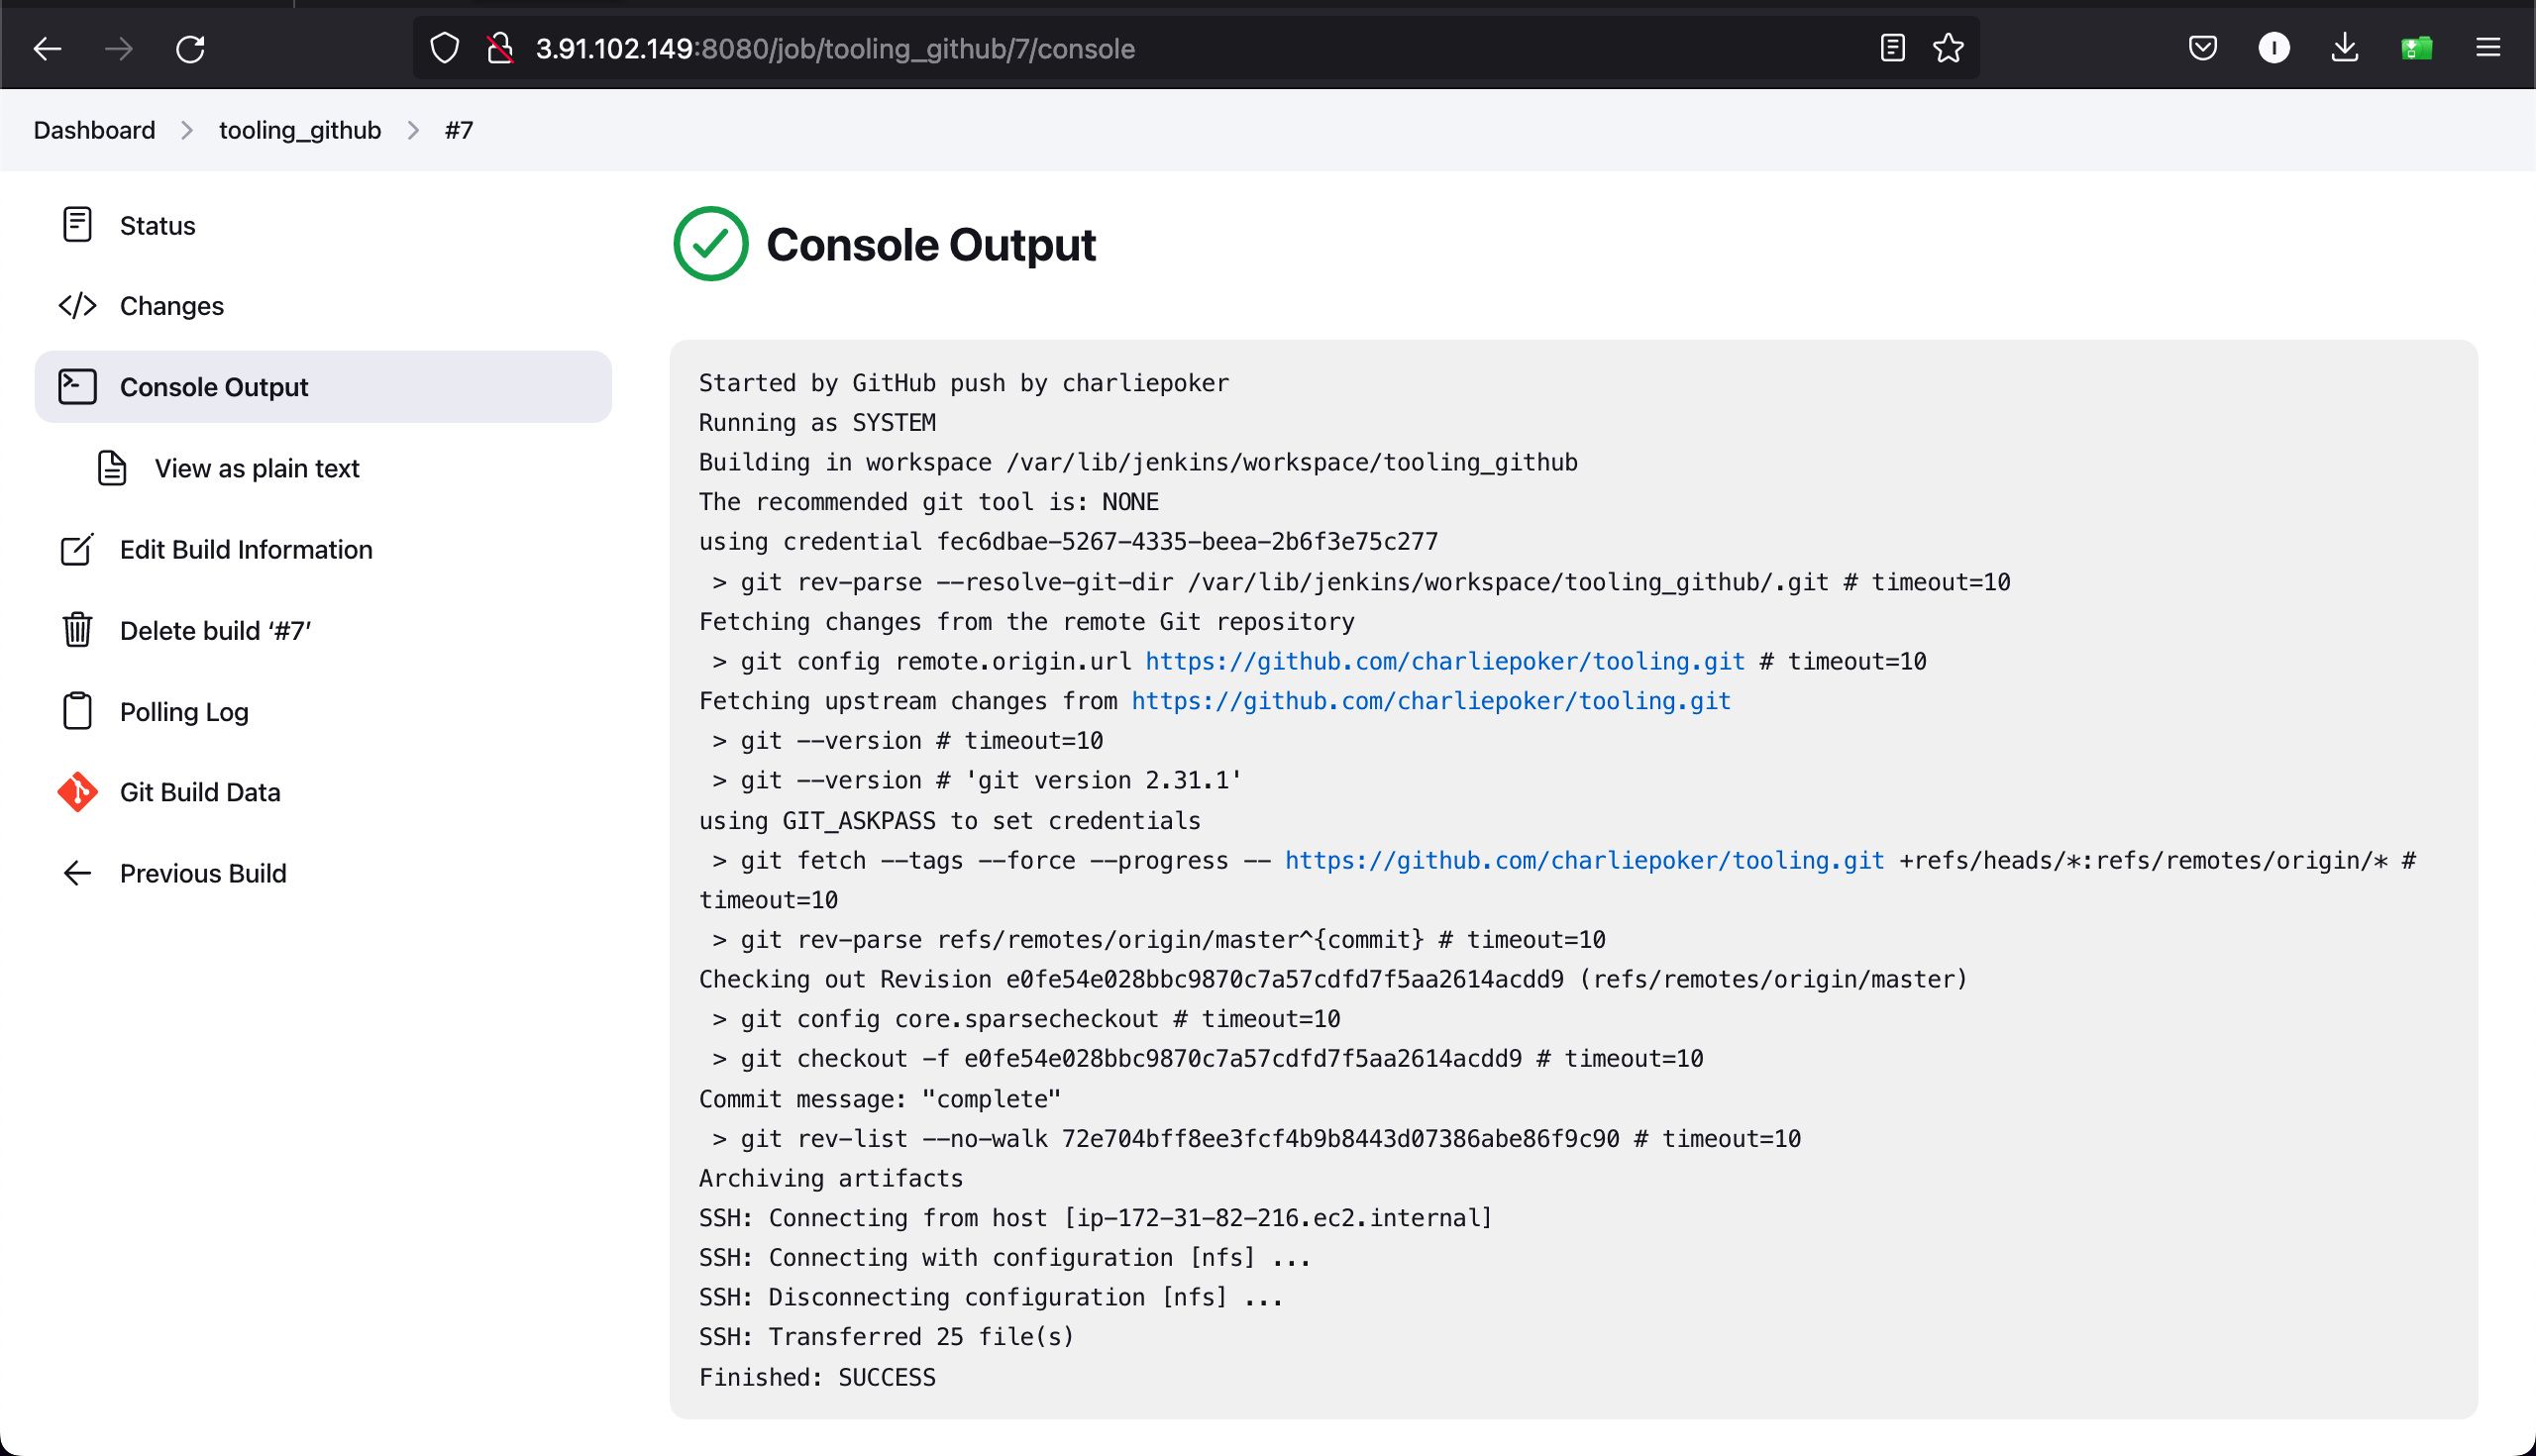 3.91.102.149:8080/job/tooling_github/7/console
Dashboard > tooling_github > #7
Status
Changes
Console Output
View as plain text
Edit Build Information
Delete build ‘#7’
Polling Log
Git Build Data
Previous Build
Console Output
Started by GitHub push by charliepoker
Running as SYSTEM
Building in workspace /var/lib/jenkins/workspace/tooling_github
The recommended git tool is: NONE
using credential fec6dbae-5267-4335-beea-2b6f3e75c277
 > git rev-parse --resolve-git-dir /var/lib/jenkins/workspace/tooling_github/.git # timeout=10
Fetching changes from the remote Git repository
 > git config remote.origin.url https://github.com/charliepoker/tooling.git # timeout=10
Fetching upstream changes from https://github.com/charliepoker/tooling.git
 > git --version # timeout=10
 > git --version # 'git version 2.31.1'
using GIT_ASKPASS to set credentials
 > git fetch --tags --force --progress -- https://github.com/charliepoker/tooling.git +refs/heads/*:refs/remotes/origin/* #
timeout=10
 > git rev-parse refs/remotes/origin/master^{commit} # timeout=10
Checking out Revision e0fe54e028bbc9870c7a57cdfd7f5aa2614acdd9 (refs/remotes/origin/master)
 > git config core.sparsecheckout # timeout=10
 > git checkout -f e0fe54e028bbc9870c7a57cdfd7f5aa2614acdd9 # timeout=10
Commit message: "complete"
 > git rev-list --no-walk 72e704bff8ee3fcf4b9b8443d07386abe86f9c90 # timeout=10
Archiving artifacts
SSH: Connecting from host [ip-172-31-82-216.ec2.internal]
SSH: Connecting with configuration [nfs] ...
SSH: Disconnecting configuration [nfs] ...
SSH: Transferred 25 file(s)
Finished: SUCCESS